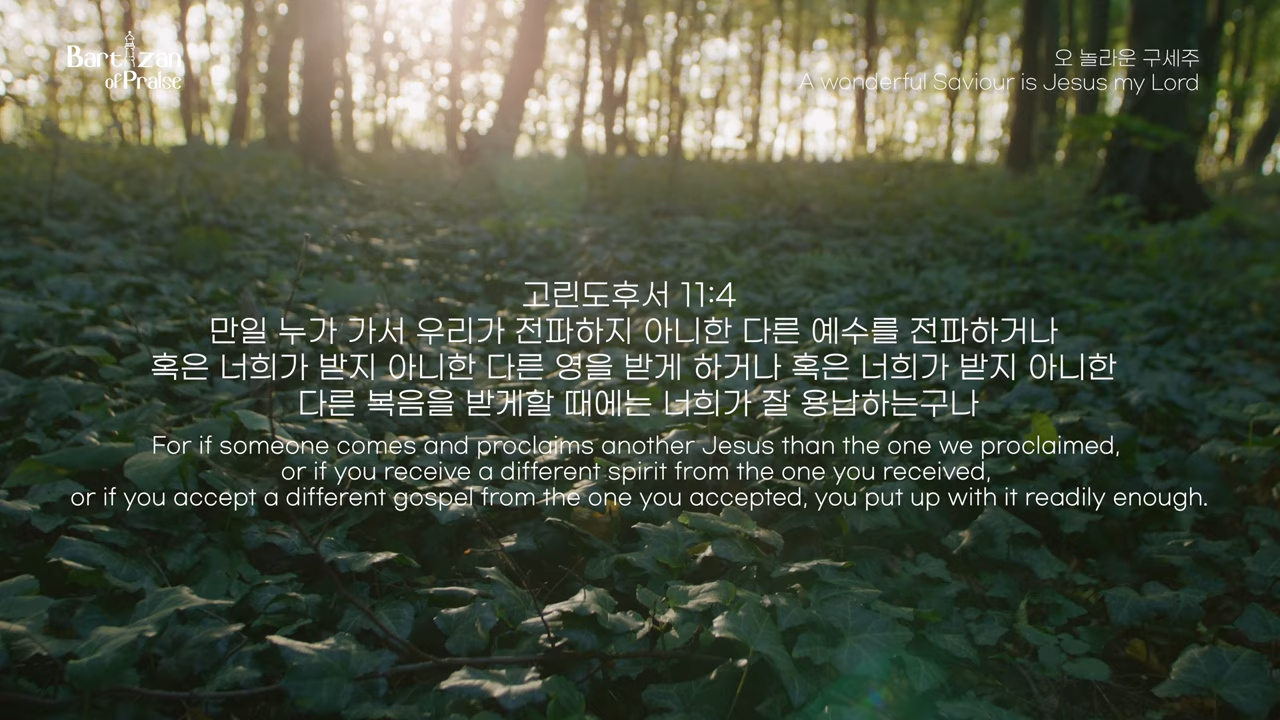 Bartizan
of Praise
오 놀라운 구세주
A wonderful Saviour is Jesus my Lord
고린도후서 11:4
만일 누가 가서 우리가 전파하지 아니한 다른 예수를 전파하거나
혹은 너희가 받지 아니한 다른 영을 받게 하거나 혹은 너희가 받지 아니한
다른 복음을 받게할 때에는 너희가 잘 용납하는구나
For if someone comes and proclaims another Jesus than the one we proclaimed,
or if you receive a different spirit from the one you received,
or if you accept a different gospel from the one you accepted, you put up with it readily enough.